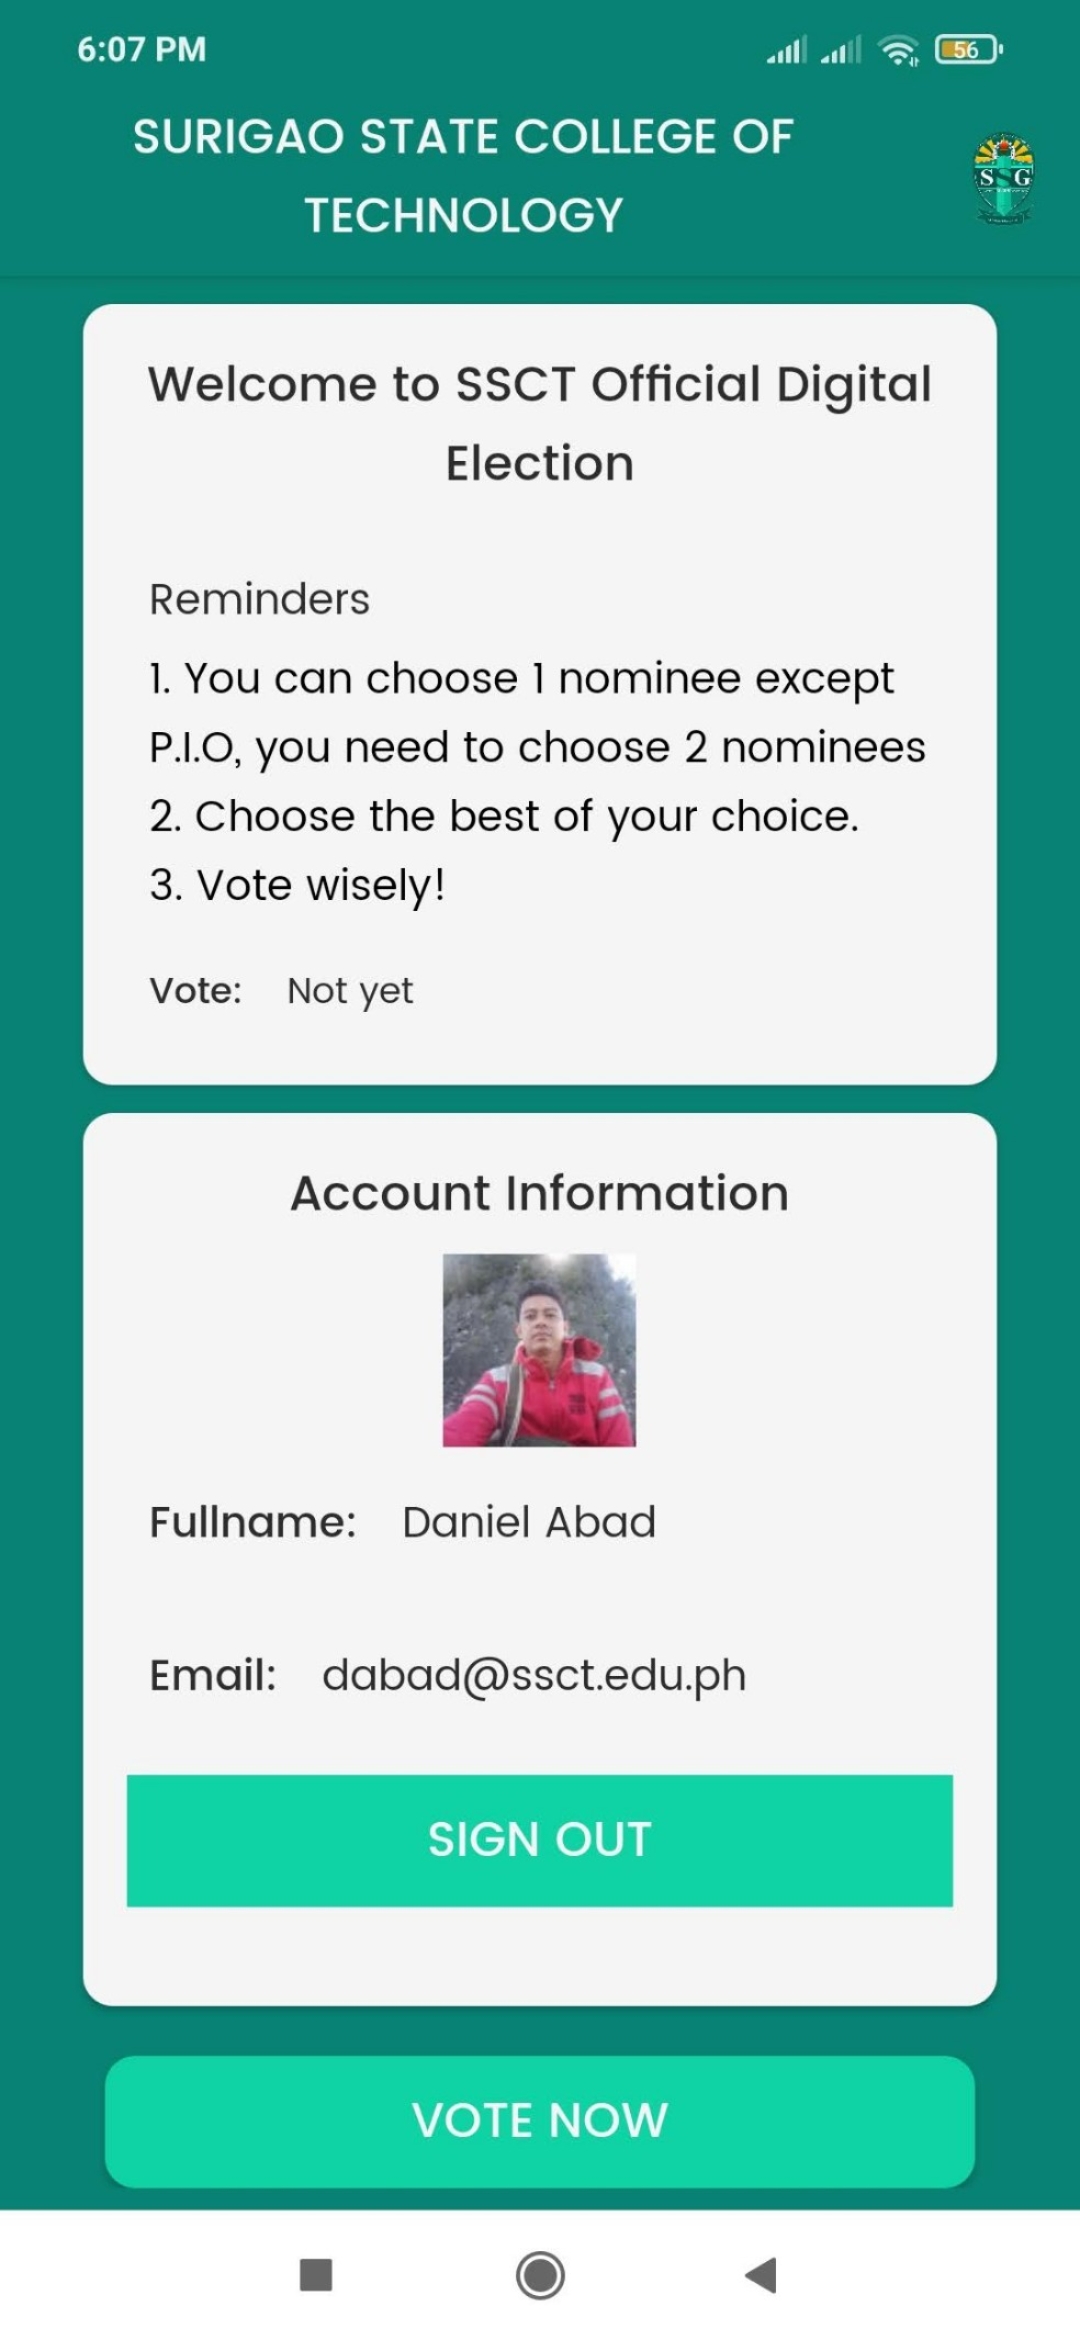 6:07 PM
56
SURIGAO STATE COLLEGE OF
TECHNOLOGY
SSG
Welcome to SSCT Official Digital
Election
Reminders
1. You can choose 1 nominee except
P.I.O, you need to choose 2 nominees
2. Choose the best of your choice.
3. Vote wisely!
Vote: Not yet
Account Information
Fullname: Daniel Abad
Email: dabad@ssct.edu.ph
SIGN OUT
VOTE NOW